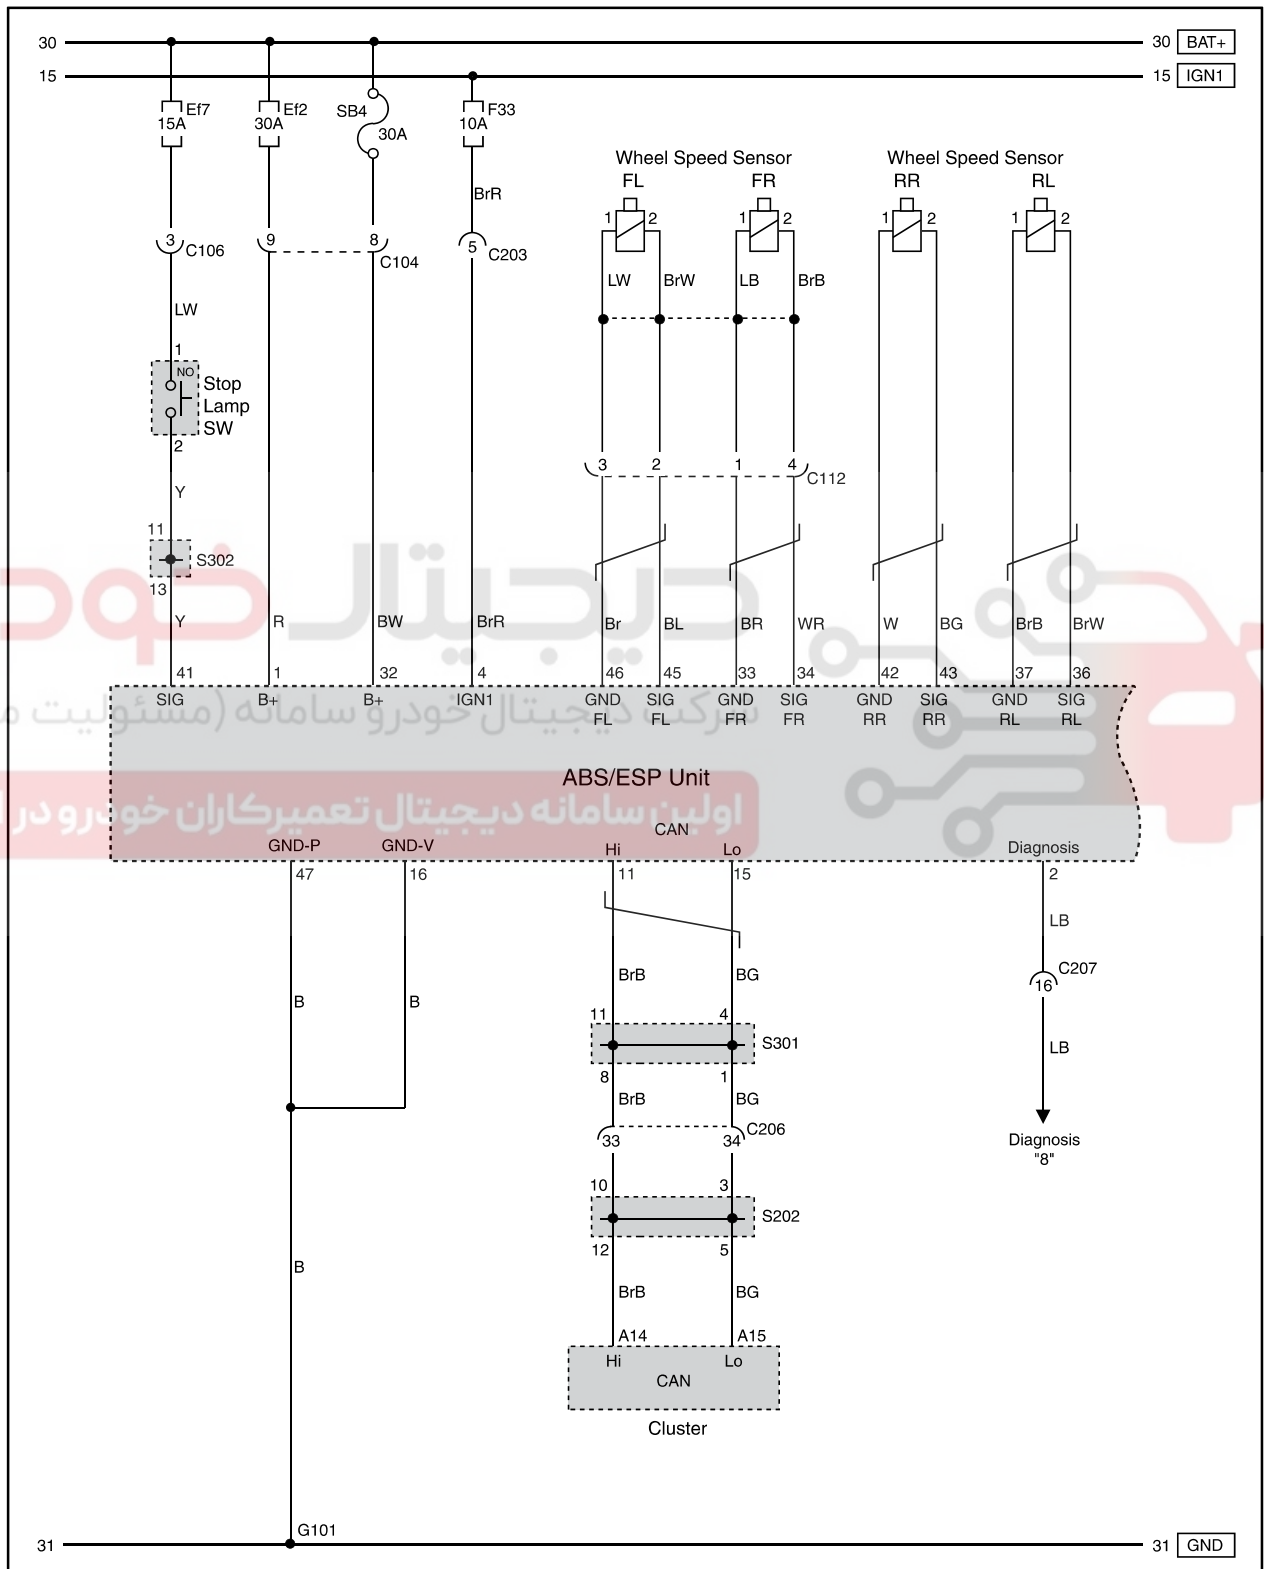 30
30 BAT+
15
15 IGN1
Ef7
15A
Ef2
30A
SB4
30A
F33
10A
Wheel Speed Sensor
FL FR
Wheel Speed Sensor
RR RL
1 2 1 2 1 2 1 2
BrR
3 C106
9 8 C104
5 C203
LW BrW LB BrB
LW
1
NO
Stop
Lamp
SW
2
3 2 1 4 C112
Y
11
S302
13
دیجیتال خودرو
Y R BW BrR Br BL BR WR W BG BrB BrW
41 1 32 4 46 45 33 34 42 43 37 36
SIG B+ B+ IGN1 GND SIG GND SIG GND SIG GND SIG
FL FL FR FR RR RR RL RL
شرکت دیجیتال خودرو سامانه (مسئولیت
ABS/ESP Unit
اولین سامانه دیجیتال تعمیرکاران خودرو در
CAN
GND-P GND-V Hi Lo Diagnosis
47 16 11 15 2
LB
C207
16
BrB BG
B B
11 4
S301
8 1
LB
BrB BG
C206
33 34
Diagnosis
"8"
10 3
S202
12 5
B
BrB BG
A14 A15
Hi Lo
CAN
Cluster
G101
31
31 GND